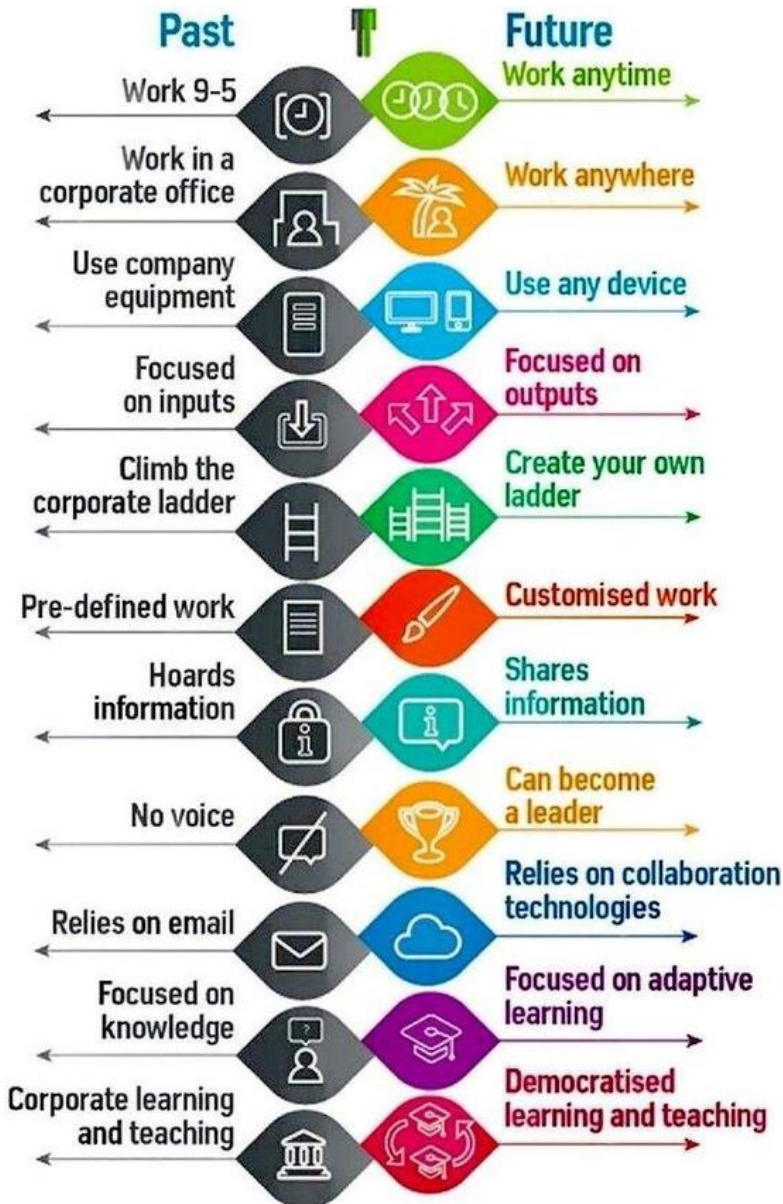 Past
Future
Work 9-5
Work anytime
Work in a
corporate office
Work anywhere
Use company
equipment
Use any device
Focused
on inputs
Focused on
outputs
Climb the
corporate ladder
Create your own
ladder
Pre-defined work
Customised work
Hoards
information
Shares
information
No voice
Can become
a leader
Relies on email
Relies on collaboration
technologies
Focused on
knowledge
Focused on adaptive
learning
Corporate learning
and teaching
Democratised
learning and teaching